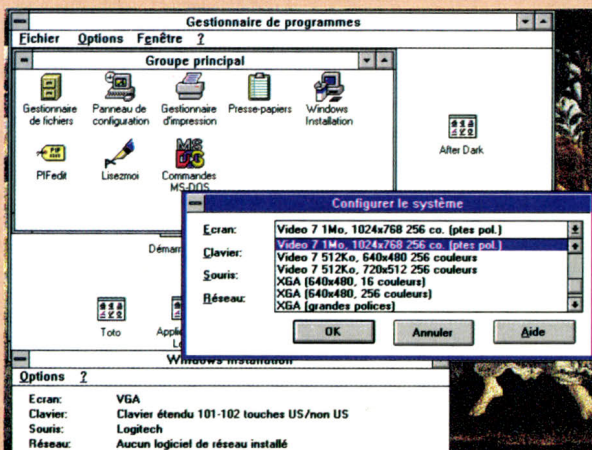 Gestionnaire de programmes
Fichier Options Fenêtre ?
Groupe principal
Gestionnaire de fichiers
Panneau de configuration
Gestionnaire d'impression
Presse-papiers
Windows Installation
After Dark
PIFedit
Lisezmoi
Commandes MS-DOS
Configurer le système
Ecran: Video 7 1Mo, 1024x768 256 co. (ptes pol.)
Video 7 1Mo, 1024x768 256 co. (ptes pol.)
Clavier: Video 7 512Ko, 640x480 256 couleurs
Video 7 512Ko, 720x512 256 couleurs
Souris: XGA (640x480, 16 couleurs)
XGA (640x480, 256 couleurs)
Réseau: XGA (grandes polices)
OK Annuler Aide
Toto
Windows Installation
Options ?
Ecran: VGA
Clavier: Clavier étendu 101-102 touches US/non US
Souris: Logitech
Réseau: Aucun logiciel de réseau installé